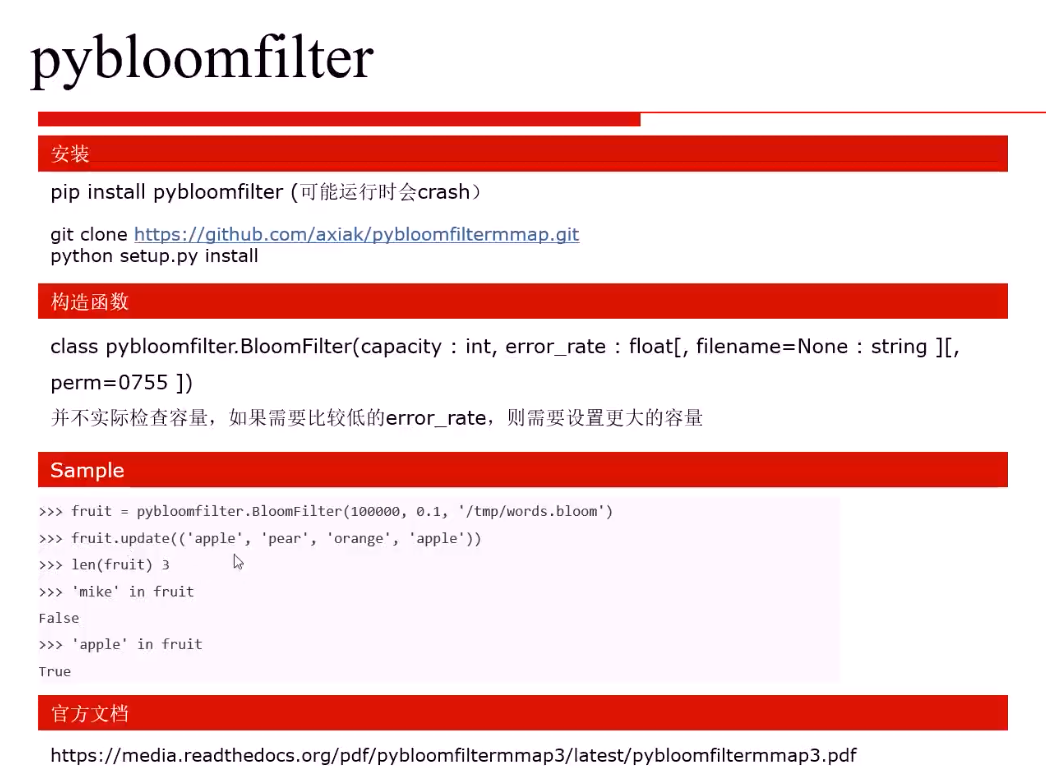 pybloomfilter
安装
pip install pybloomfilter (可能运行时会crash）
git clone https://github.com/axiak/pybloomfiltermmap.git
python setup.py install
构造函数
class pybloomfilter.BloomFilter(capacity : int, error_rate : float[, filename=None : string ][,
perm=0755 ])
并不实际检查容量，如果需要比较低的error_rate，则需要设置更大的容量
Sample
>>> fruit = pybloomfilter.BloomFilter(100000, 0.1, '/tmp/words.bloom')
>>> fruit.update(('apple', 'pear', 'orange', 'apple'))
>>> len(fruit) 3
>>> 'mike' in fruit
False
>>> 'apple' in fruit
True
官方文档
https://media.readthedocs.org/pdf/pybloomfiltermmap3/latest/pybloomfiltermmap3.pdf